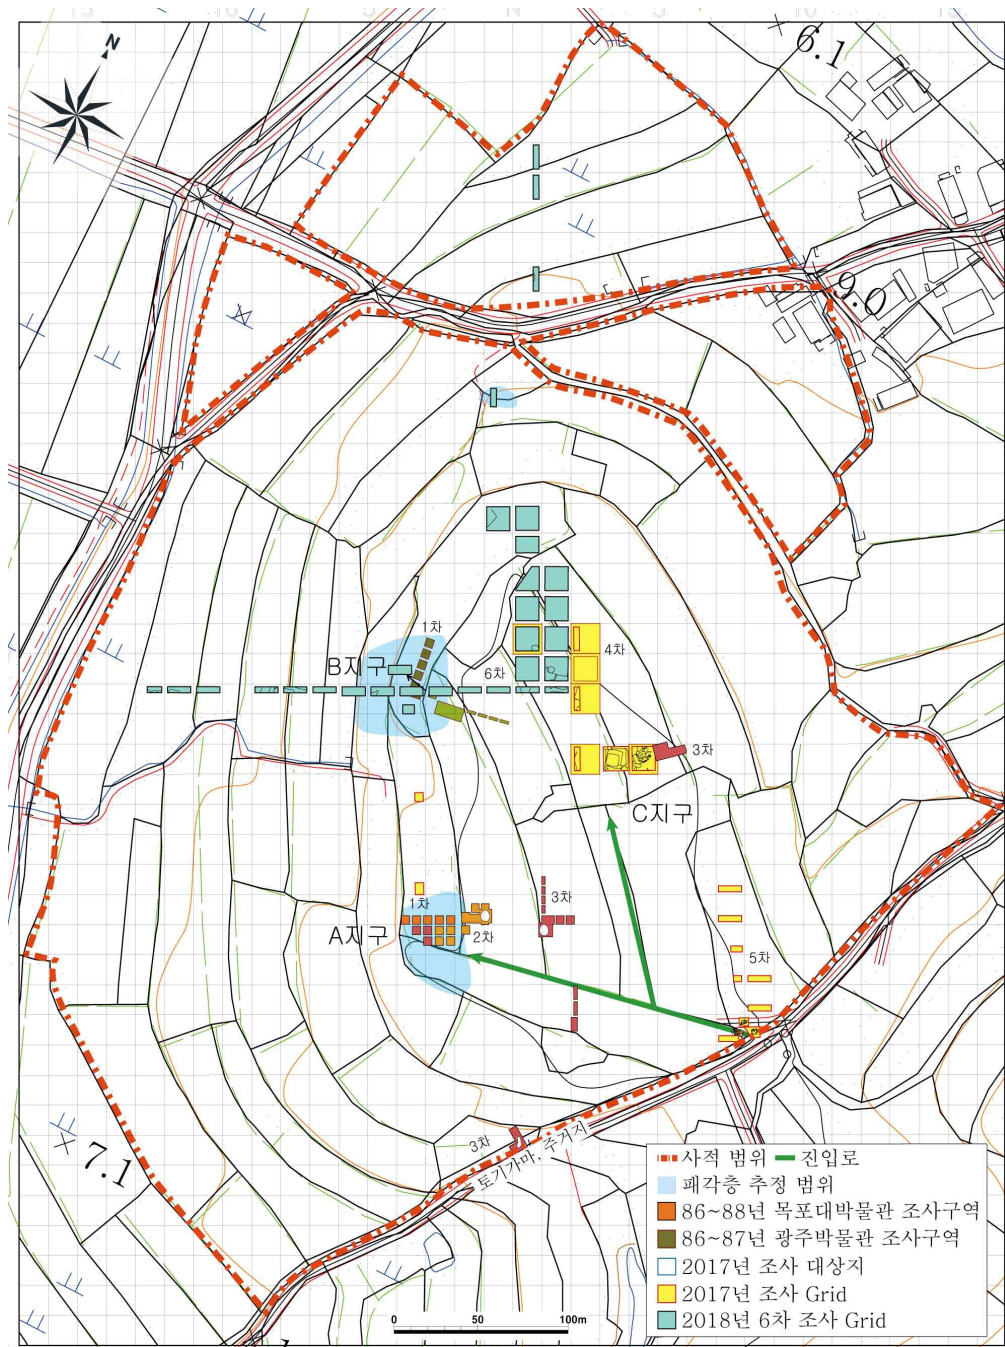 N
6.1
9.0
1차
B지구
6차
4차
3차
C지구
1차
3차
A지구
2차
5차
3차
토기가마, 주거지
7.1
사적 범위
진입로
패각층 추정 범위
86~88년 목포대박물관 조사구역
86~87년 광주박물관 조사구역
2017년 조사 대상지
2017년 조사 Grid
2018년 6차 조사 Grid
0 50 100m